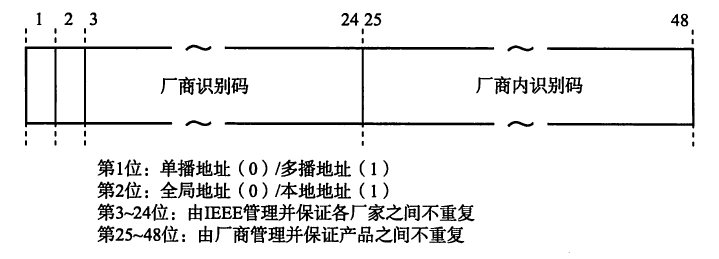 1 2 3 24 25 48
厂商识别码 厂商内识别码
第1位：单播地址（0）/多播地址（1）
第2位：全局地址（0）/本地地址（1）
第3~24位：由IEEE管理并保证各厂家之间不重复
第25~48位：由厂商管理并保证产品之间不重复